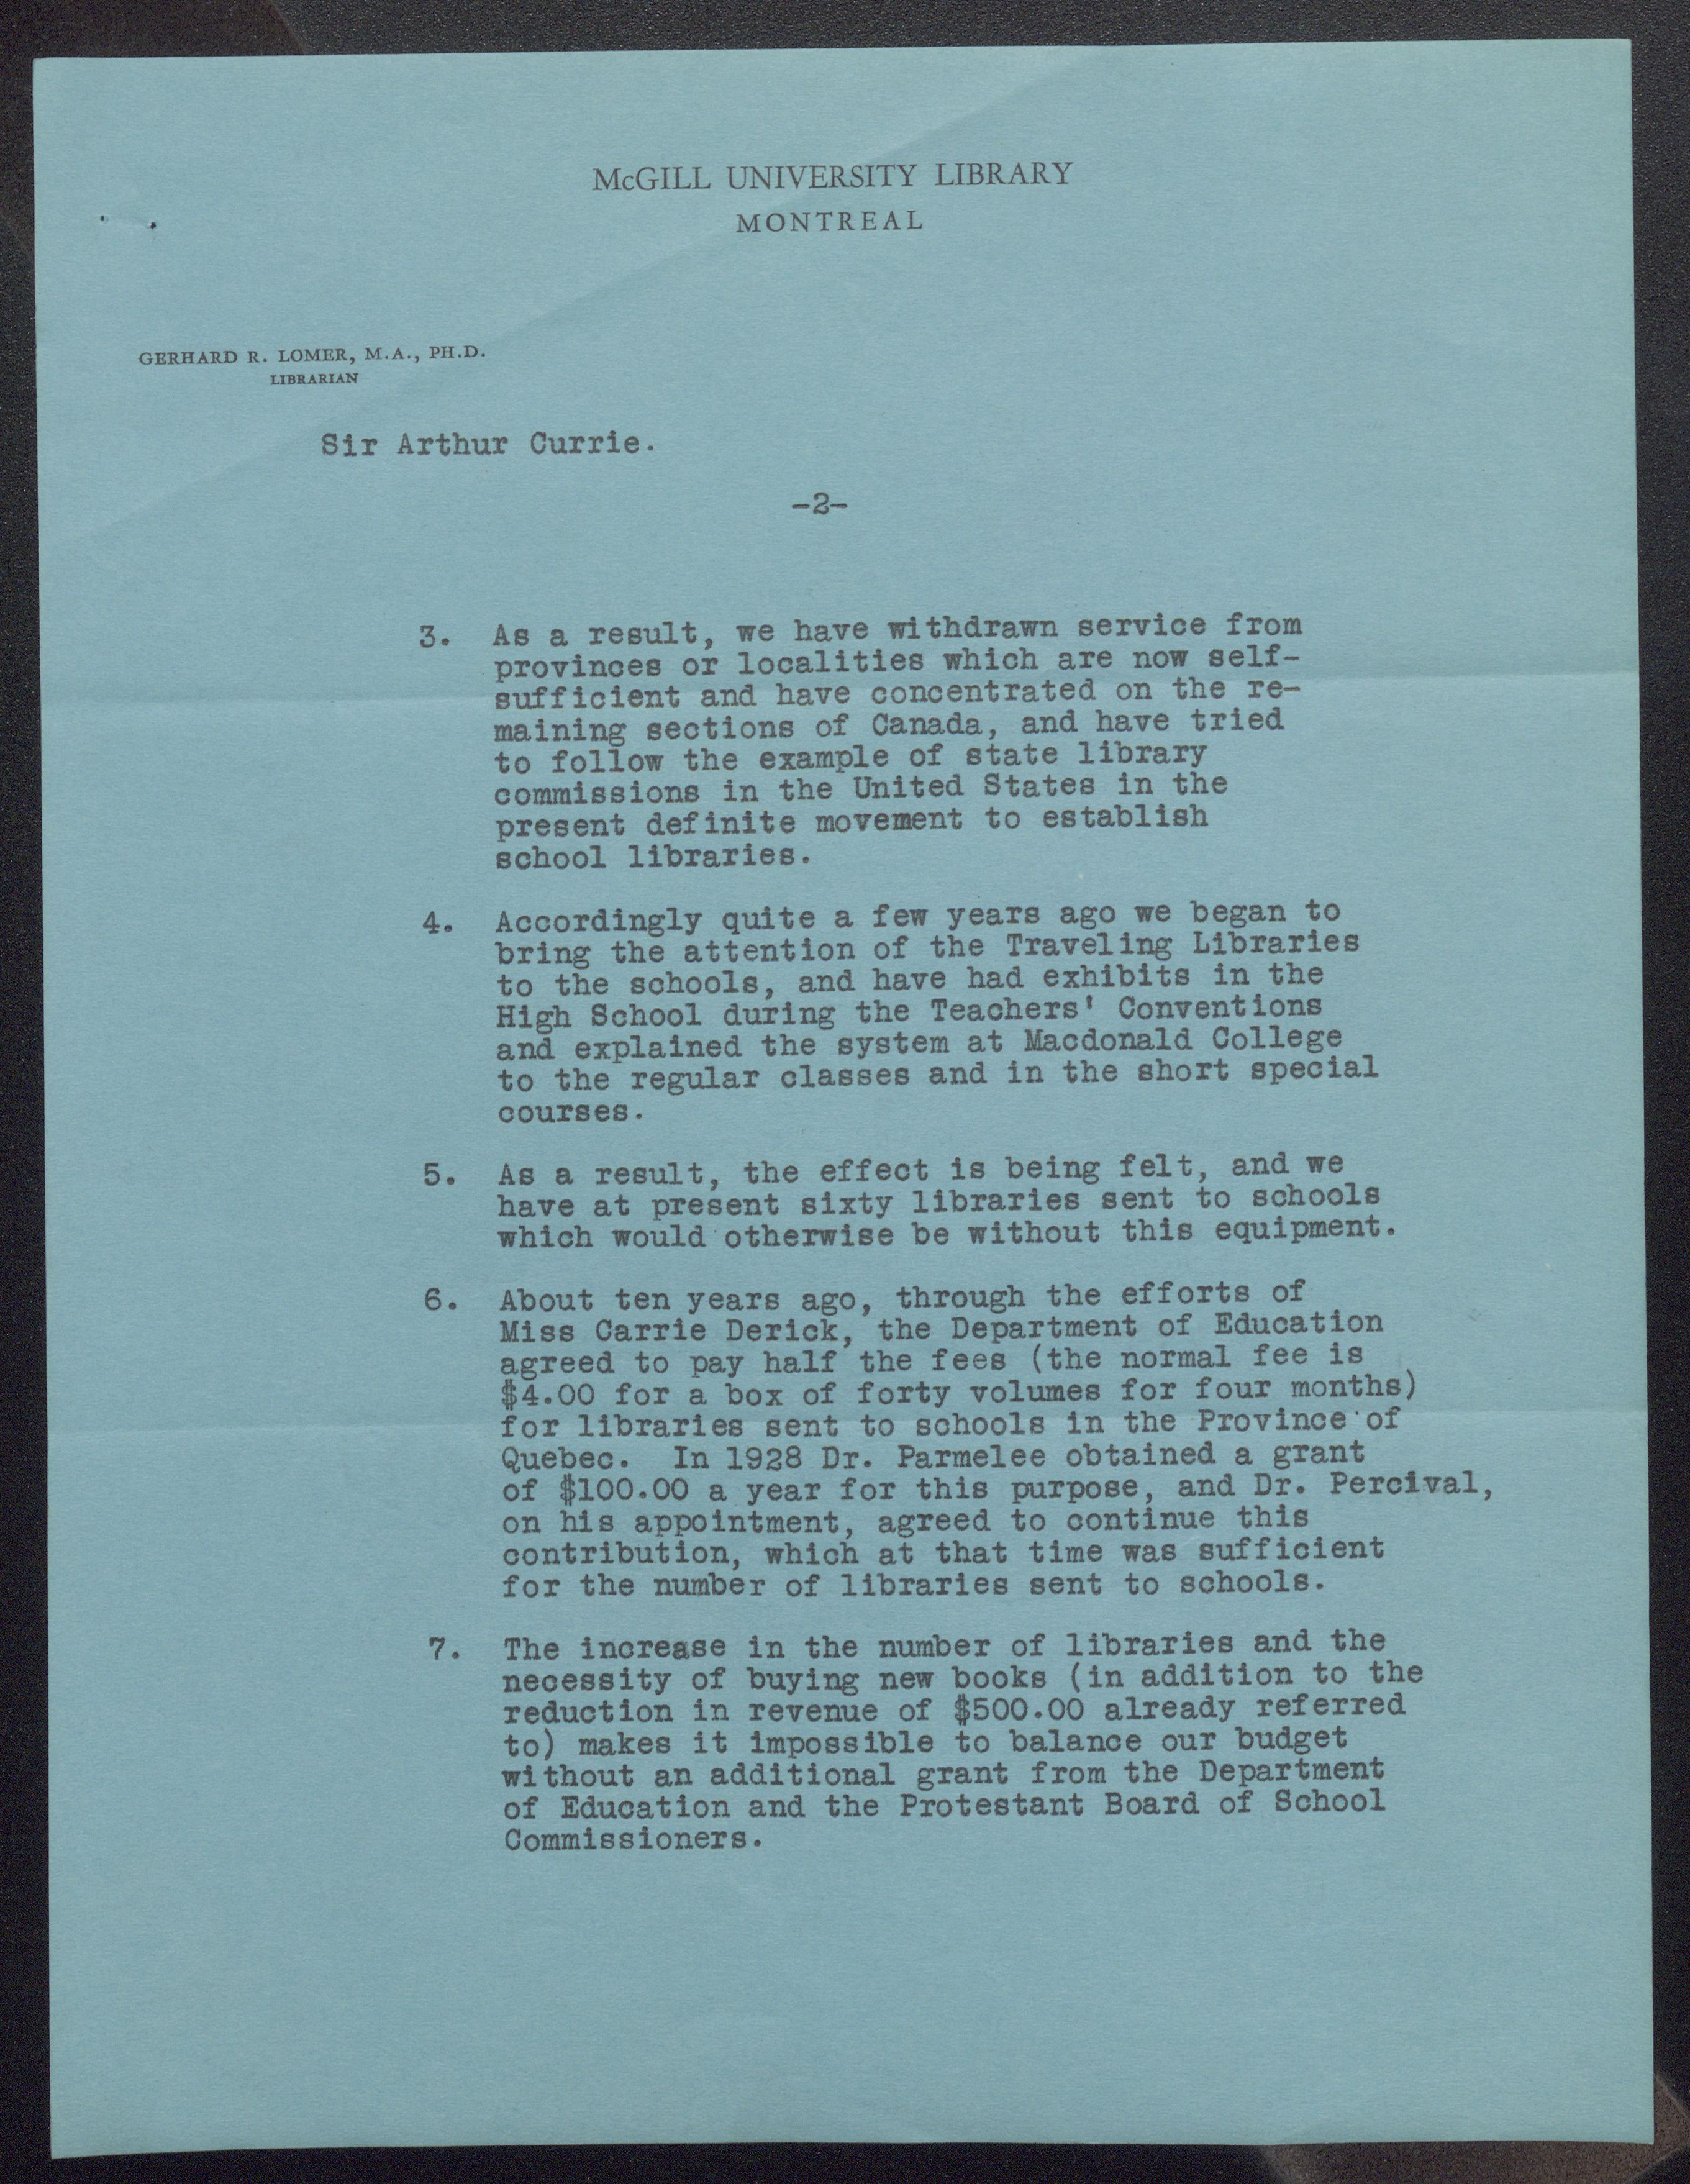 McGILL UNIVERSITY LIBRARY
MONTREAL
GERHARD R. LOMER, M.A., PH.D.
LIBRARIAN
Sir Arthur Currie.
-2-
3. As a result, we have withdrawn service from
provinces or localities which are now self-
sufficient and have concentrated on the re-
maining sections of Canada, and have tried
to follow the example of state library
commissions in the United States in the
present definite movement to establish
school libraries.
4. Accordingly quite a few years ago we began to
bring the attention of the Traveling Libraries
to the schools, and have had exhibits in the
High School during the Teachers' Conventions
and explained the system at Macdonald College
to the regular classes and in the short special
courses.
5. As a result, the effect is being felt, and we
have at present sixty libraries sent to schools
which would otherwise be without this equipment.
6. About ten years ago, through the efforts of
Miss Carrie Derick, the Department of Education
agreed to pay half the fees (the normal fee is
$4.00 for a box of forty volumes for four months)
for libraries sent to schools in the Province of
Quebec. In 1928 Dr. Parmelee obtained a grant
of $100.00 a year for this purpose, and Dr. Percival,
on his appointment, agreed to continue this
contribution, which at that time was sufficient
for the number of libraries sent to schools.
7. The increase in the number of libraries and the
necessity of buying new books (in addition to the
reduction in revenue of $500.00 already referred
to) makes it impossible to balance our budget
without an additional grant from the Department
of Education and the Protestant Board of School
Commissioners.